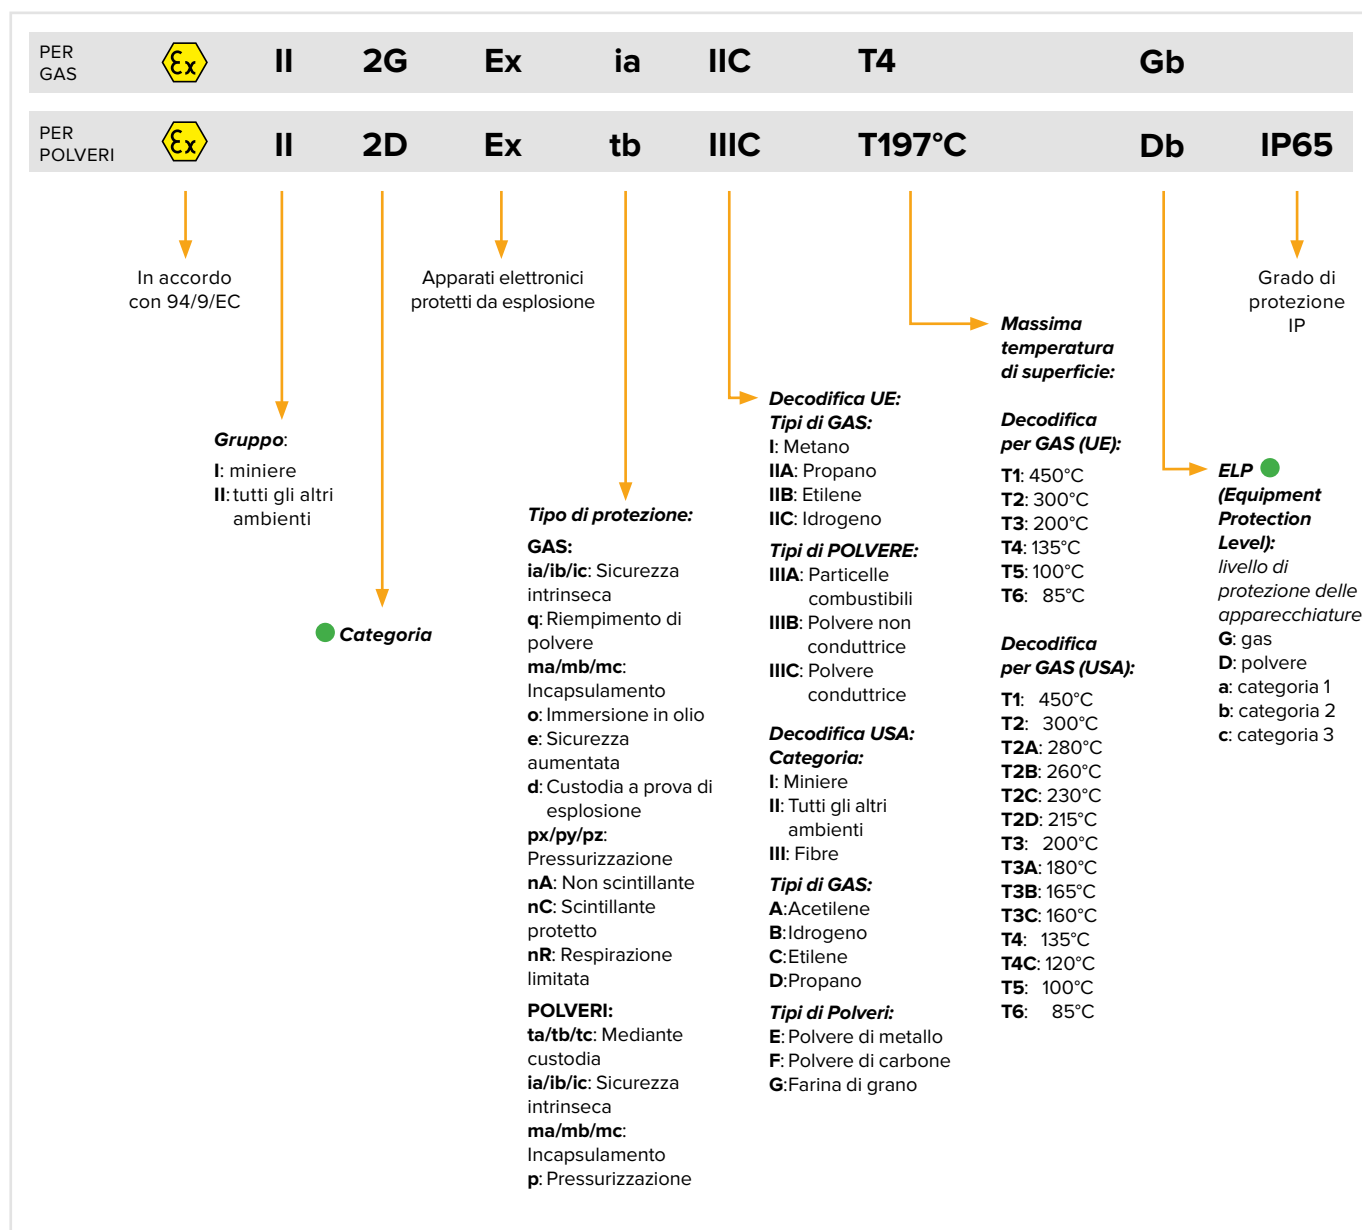 PER
GAS
Ex II 2G Ex ia IIC T4 Gb
PER
POLVERI
Ex II 2D Ex tb IIIC T197°C Db IP65
In accordo
con 94/9/EC
Apparati elettronici
protetti da esplosione
Grado di
protezione
IP
Gruppo:
I: miniere
II: tutti gli altri
ambienti
Categoria
Tipo di protezione:
GAS:
ia/ib/ic: Sicurezza
intrinseca
q: Riempimento di
polvere
ma/mb/mc:
Incapsulamento
o: Immersione in olio
e: Sicurezza
aumentata
d: Custodia a prova di
esplosione
px/py/pz:
Pressurizzazione
nA: Non scintillante
nC: Scintillante
protetto
nR: Respirazione
limitata
POLVERI:
ta/tb/tc: Mediante
custodia
ia/ib/ic: Sicurezza
intrinseca
ma/mb/mc:
Incapsulamento
p: Pressurizzazione
Decodifica UE:
Tipi di GAS:
I: Metano
IIA: Propano
IIB: Etilene
IIC: Idrogeno
Tipi di POLVERE:
IIIA: Particelle
combustibili
IIIB: Polvere non
conduttrice
IIIC: Polvere
conduttrice
Decodifica USA:
Categoria:
I: Miniere
II: Tutti gli altri
ambienti
III: Fibre
Tipi di GAS:
A:Acetilene
B:Idrogeno
C:Etilene
D:Propano
Tipi di Polveri:
E: Polvere di metallo
F: Polvere di carbone
G:Farina di grano
Massima
temperatura
di superficie:
Decodifica
per GAS (UE):
T1: 450°C
T2: 300°C
T3: 200°C
T4: 135°C
T5: 100°C
T6: 85°C
Decodifica
per GAS (USA):
T1: 450°C
T2: 300°C
T2A: 280°C
T2B: 260°C
T2C: 230°C
T2D: 215°C
T3: 200°C
T3A: 180°C
T3B: 165°C
T3C: 160°C
T4: 135°C
T4C: 120°C
T5: 100°C
T6: 85°C
ELP
(Equipment
Protection
Level):
livello di
protezione delle
apparecchiature
G: gas
D: polvere
a: categoria 1
b: categoria 2
c: categoria 3